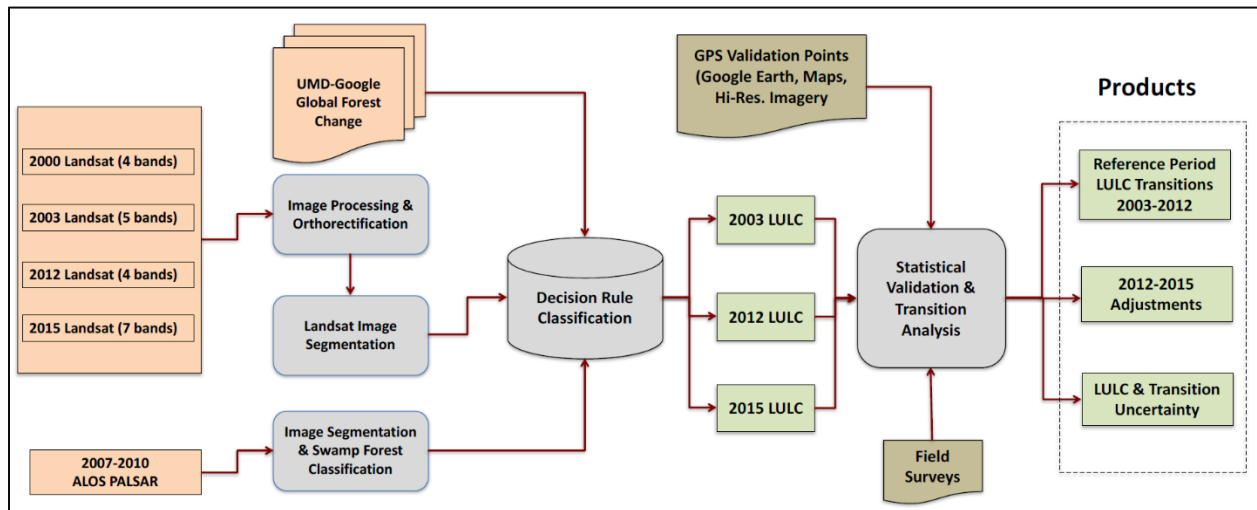 UMD-Google
Global Forest
Change
2000 Landsat (4 bands)
2003 Landsat (5 bands)
2012 Landsat (4 bands)
2015 Landsat (7 bands)
Image Processing &
Orthorectification
Landsat Image
Segmentation
Image Segmentation
& Swamp Forest
Classification
2007-2010
ALOS PALSAR
Decision Rule
Classification
2003 LULC
2012 LULC
2015 LULC
GPS Validation Points
(Google Earth, Maps,
Hi-Res. Imagery
Statistical
Validation &
Transition
Analysis
Field
Surveys
Products
Reference Period
LULC Transitions
2003-2012
2012-2015
Adjustments
LULC & Transition
Uncertainty